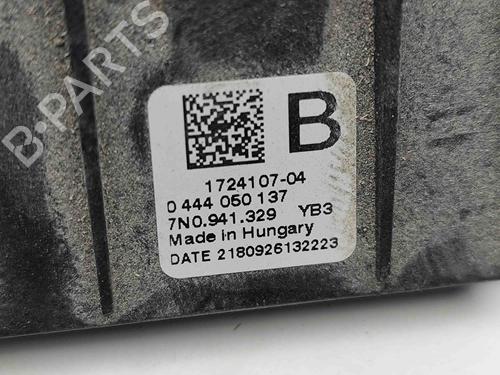 B-PARTS
B
1724107-04
0 444 050 137
7N0.941.329 YB3
Made in Hungary
DATE 2180926132223